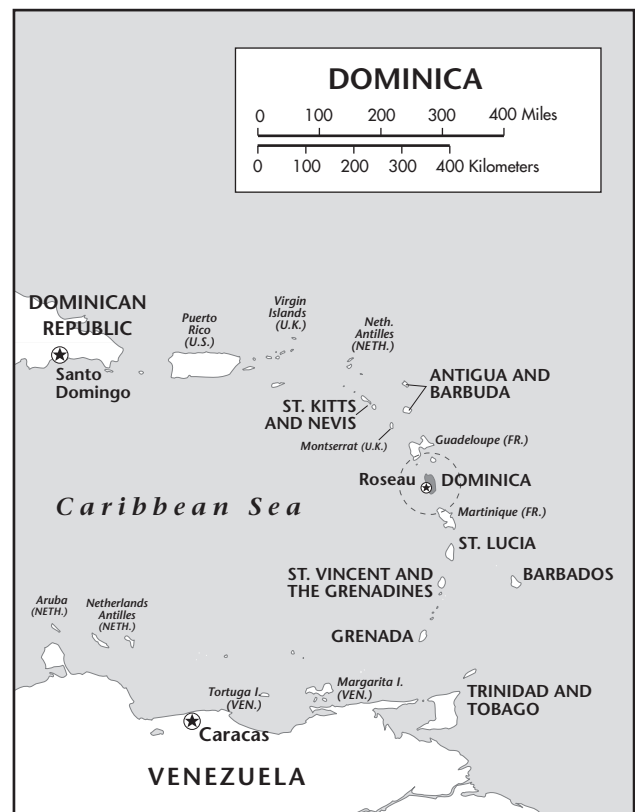 DOMINICA
0 100 200 300 400 Miles
0 100 200 300 400 Kilometers
DOMINICAN
REPUBLIC
Santo
Domingo
Puerto
Rico
(U.S.)
Virgin
Islands
(U.K.)
Neth.
Antilles
(NETH.)
ANTIGUA AND
BARBUDA
ST. KITTS
AND NEVIS
Montserrat (U.K.)
Guadeloupe (FR.)
Roseau
DOMINICA
Caribbean Sea
Martinique (FR.)
ST. LUCIA
ST. VINCENT AND
THE GRENADINES
BARBADOS
Aruba
(NETH.)
Netherlands
Antilles
(NETH.)
GRENADA
Tortuga I.
(VEN.)
Margarita I.
(VEN.)
TRINIDAD AND
TOBAGO
Caracas
VENEZUELA